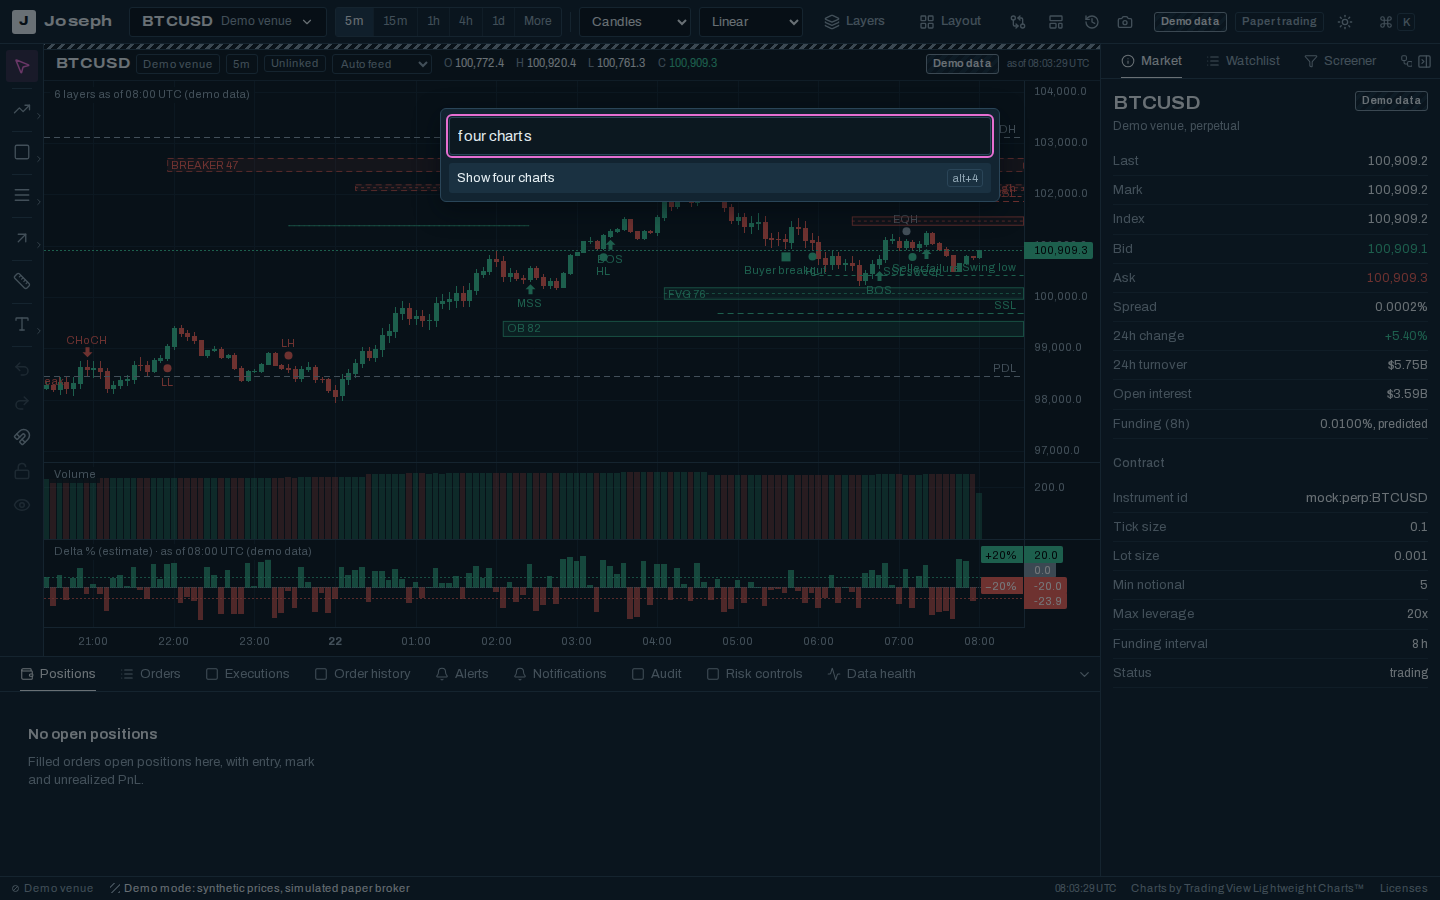 J Joseph BTCUSD Demo venue 5m 15m 1h 4h 1d More Candles Linear Layers Layout Demo data Paper trading ⌘ K
BTCUSD Demo venue 5m Unlinked Auto feed O 100,772.4 H 100,920.4 L 100,761.3 C 100,909.3 Demo data as of 08:03:29 UTC
6 layers as of 08:00 UTC (demo data)
four charts
Show four charts alt+4
104,000.0
DH
103,000.0
BREAKER 47
102,000.0
EQH
100,909.3
BOS
HL
Buyer breakout
Swing low
BOS
FVG 76
100,000.0
MSS
SSL
OB 82
CHoCH
LH
99,000.0
PDL
LL
98,000.0
97,000.0
Volume
200.0
Delta % (estimate) · as of 08:00 UTC (demo data)
+20% 20.0
0.0
−20% -20.0
-23.9
21:00 22:00 23:00 22 01:00 02:00 03:00 04:00 05:00 06:00 07:00 08:00
Market Watchlist Screener
BTCUSD Demo data
Demo venue, perpetual
Last 100,909.2
Mark 100,909.2
Index 100,909.2
Bid 100,909.1
Ask 100,909.3
Spread 0.0002%
24h change +5.40%
24h turnover $5.75B
Open interest $3.59B
Funding (8h) 0.0100%, predicted
Contract
Instrument id mock:perp:BTCUSD
Tick size 0.1
Lot size 0.001
Min notional 5
Max leverage 20x
Funding interval 8 h
Status trading
Positions Orders Executions Order history Alerts Notifications Audit Risk controls Data health
No open positions
Filled orders open positions here, with entry, mark
and unrealized PnL.
Demo venue Demo mode: synthetic prices, simulated paper broker 08:03:29 UTC Charts by TradingView Lightweight Charts™ Licenses